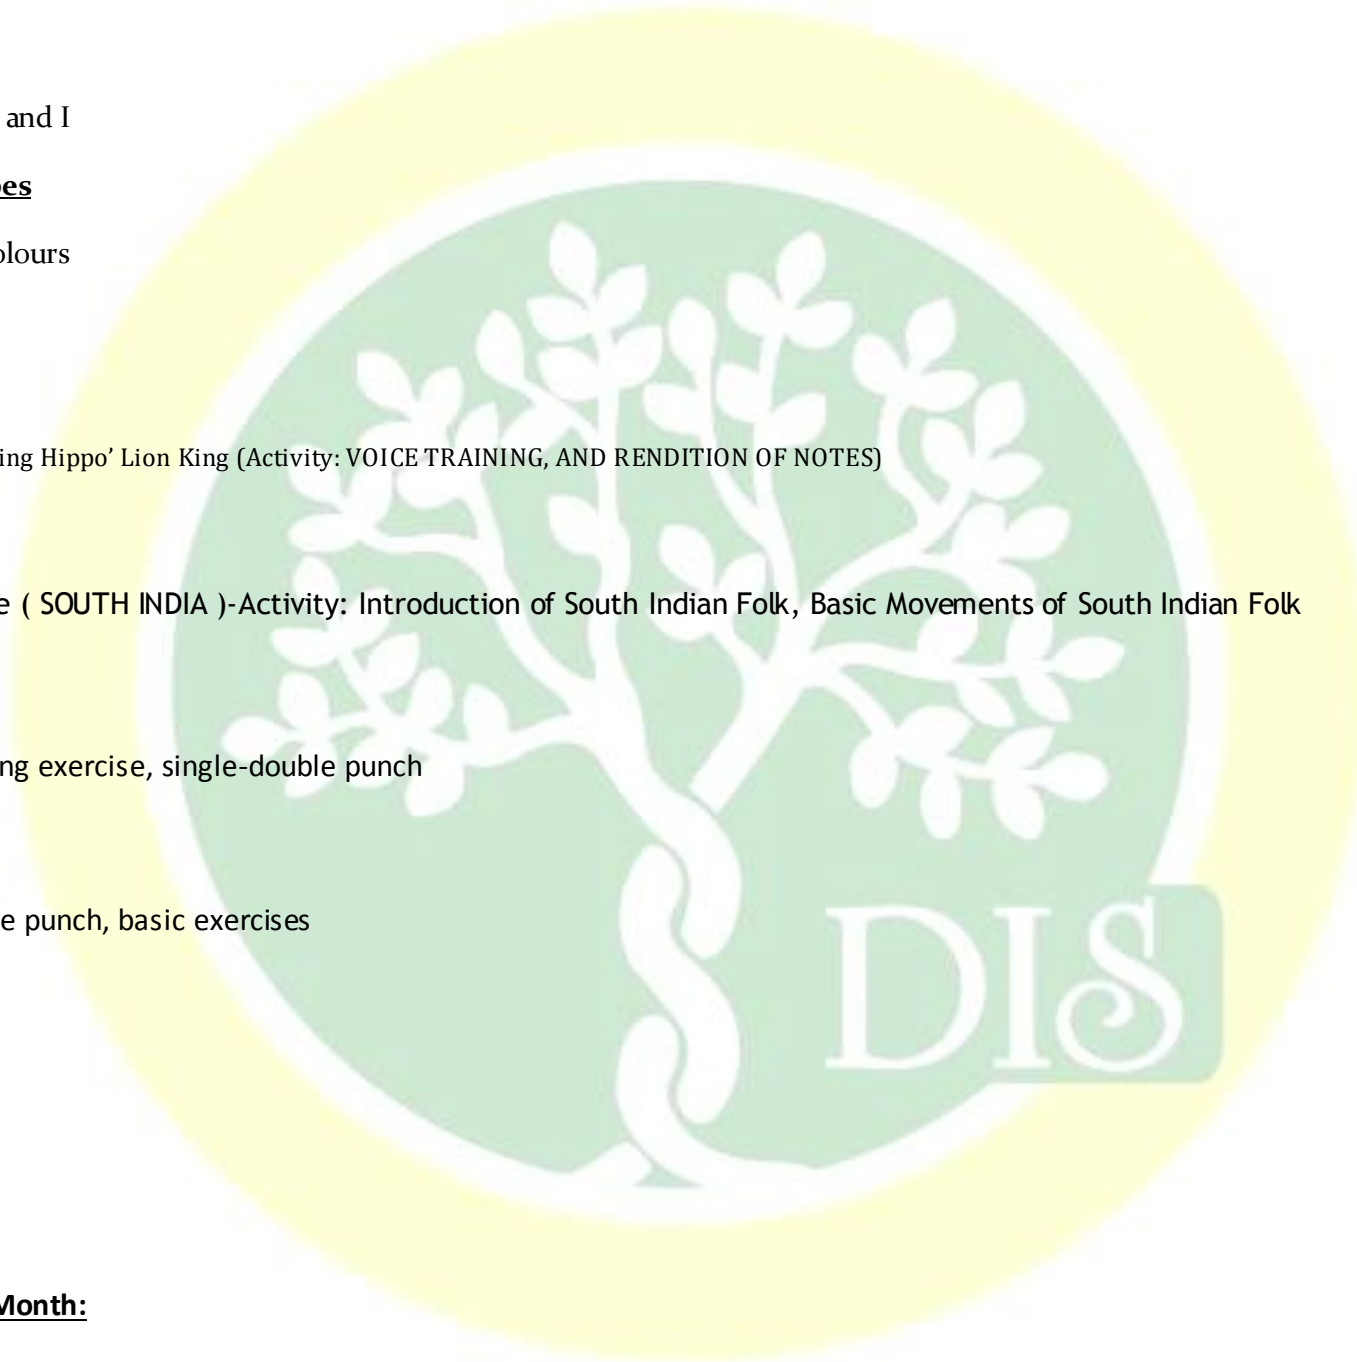 and I
oes
olours
ing Hippo’ Lion King (Activity: VOICE TRAINING, AND RENDITION OF NOTES)
e ( SOUTH INDIA )-Activity: Introduction of South Indian Folk, Basic Movements of South Indian Folk
ng exercise, single-double punch
e punch, basic exercises
DIS
Month: